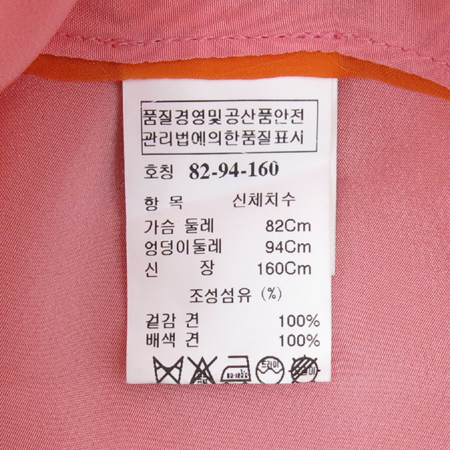 품질경영및공산품안전
관리법에의한품질표시
호칭 82-94-160
항 목 신체치수
가슴 둘레 82Cm
엉덩이둘레 94Cm
신 장 160Cm
조성섬유 (%)
겉감 견 100%
배색 견 100%
드라이